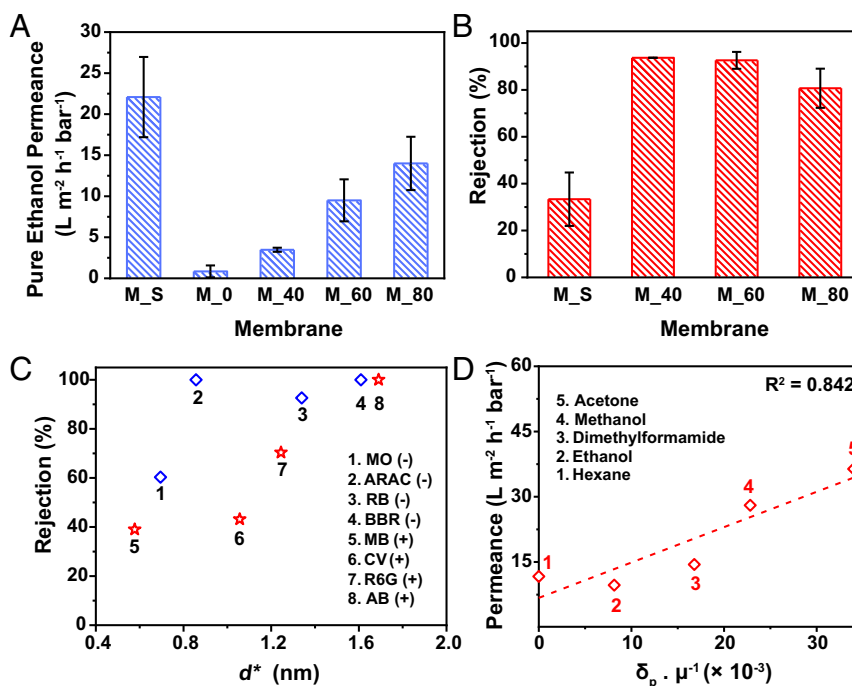 A
Pure Ethanol Permeance
(L m⁻² h⁻¹ bar⁻¹)
30
25
20
15
10
5
0
M_S M_0 M_40 M_60 M_80
Membrane
B
Rejection (%)
100
80
60
40
20
0
M_S M_40 M_60 M_80
Membrane
C
Rejection (%)
100
80
60
40
20
0
1
2
3
4
5
6
7
8
1. MO (-)
2. ARAC (-)
3. RB (-)
4. BBR (-)
5. MB (+)
6. CV (+)
7. R6G (+)
8. AB (+)
0.4 0.8 1.2 1.6 2.0
d* (nm)
D
Permeance (L m⁻² h⁻¹ bar⁻¹)
60
45
30
15
0
R² = 0.842
5. Acetone
4. Methanol
3. Dimethylformamide
2. Ethanol
1. Hexane
1
2
3
4
5
0 10 20 30
δₚ . μ⁻¹ (× 10⁻³)